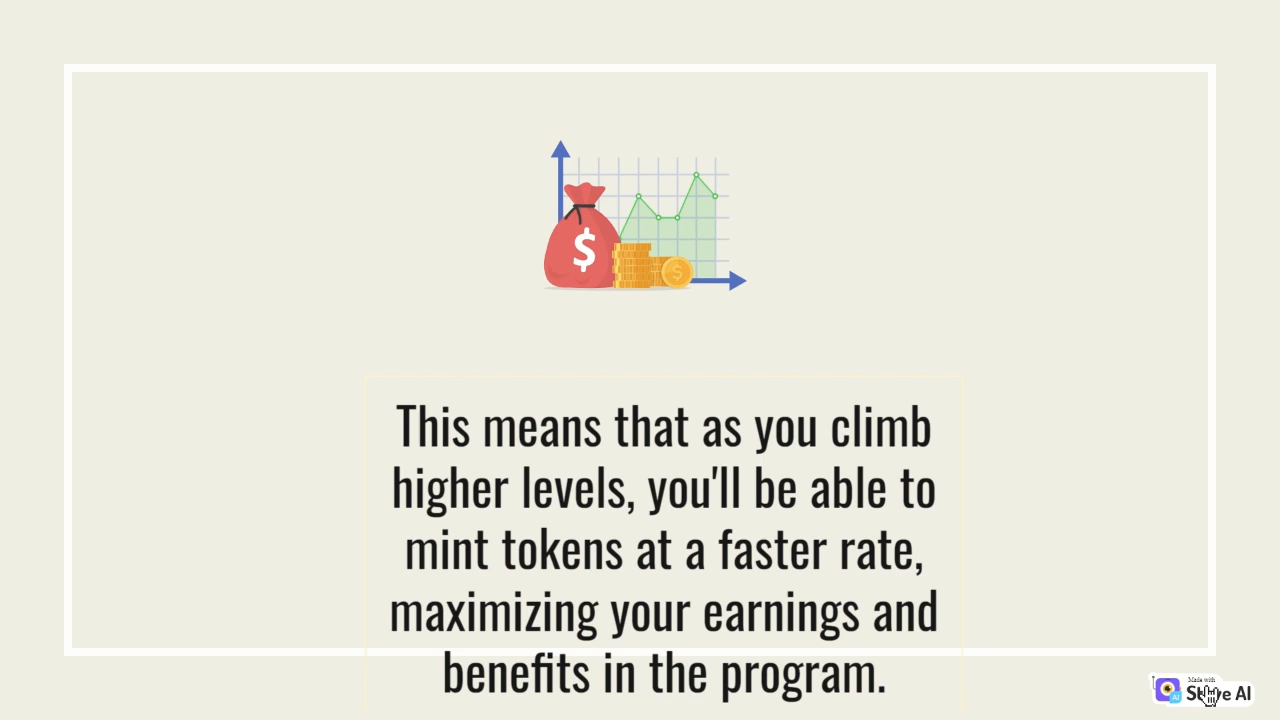 $
$
This means that as you climb
higher levels, you'll be able to
mint tokens at a faster rate,
maximizing your earnings and
benefits in the program.
Made with
AI